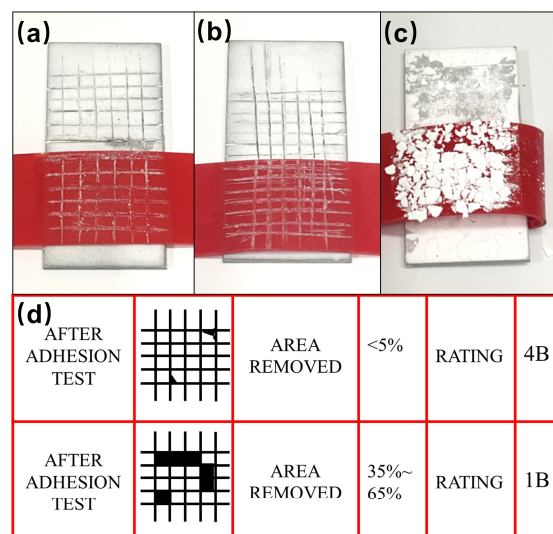 (a)
(b)
(c)
(d)
AFTER
ADHESION
TEST
AREA
REMOVED
<5%
RATING
4B
AFTER
ADHESION
TEST
AREA
REMOVED
35%~
65%
RATING
1B